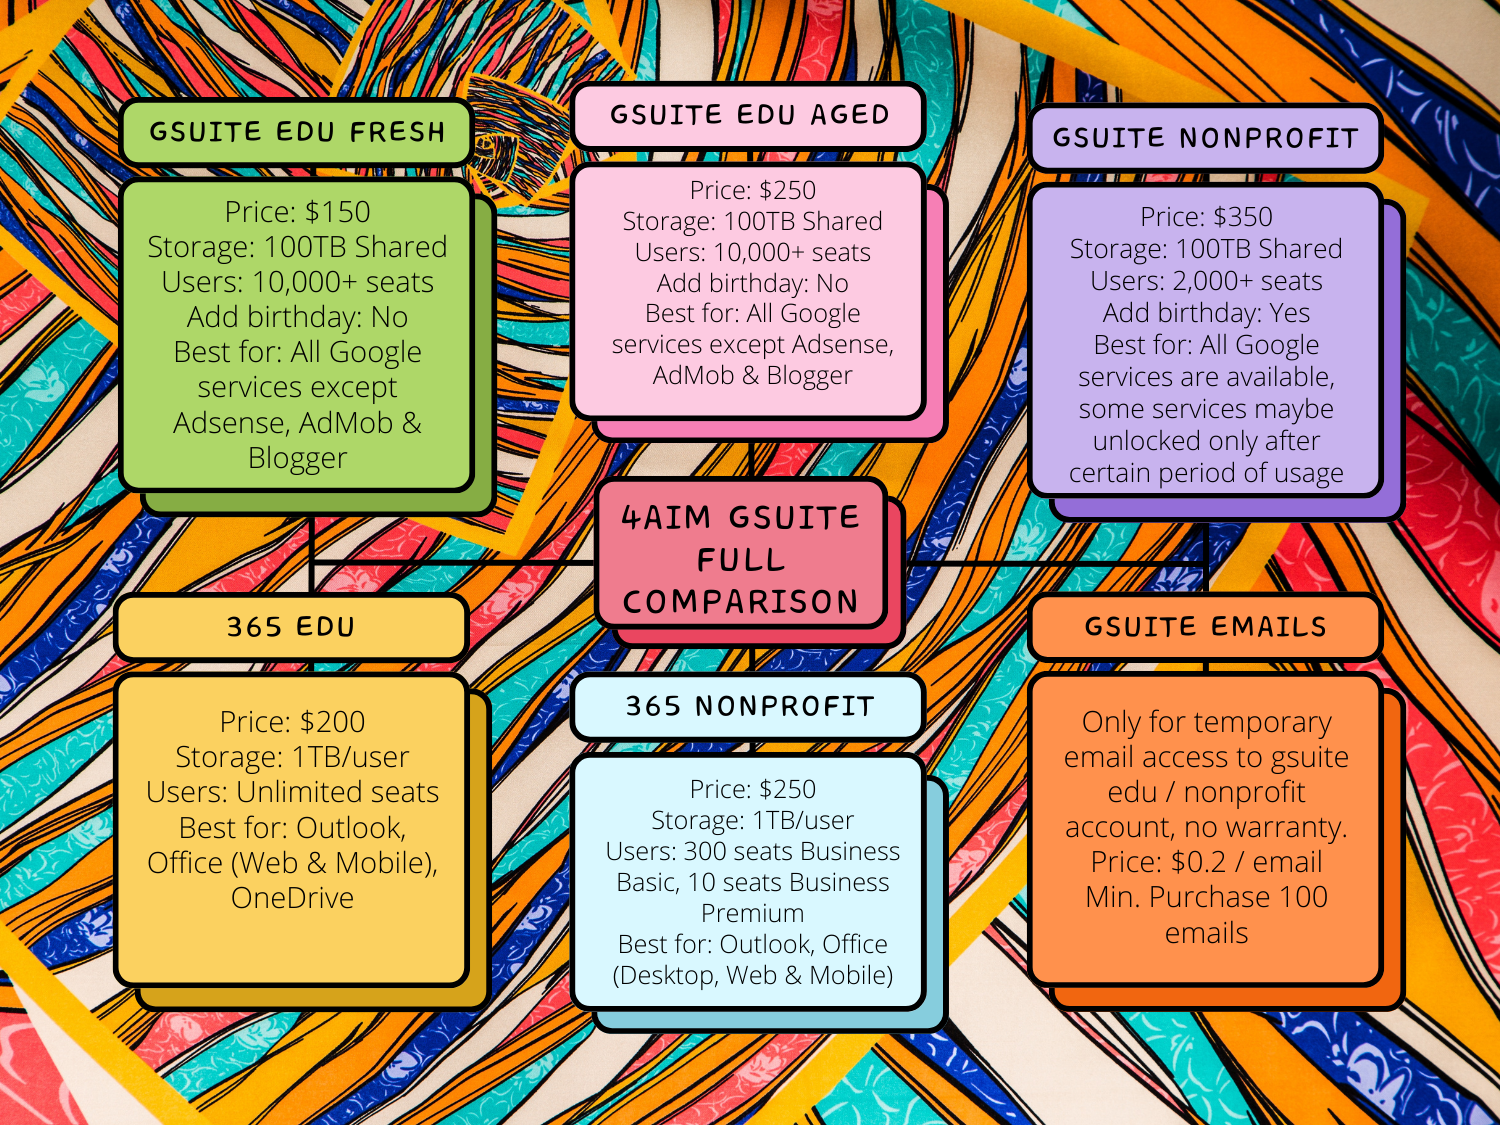 GSUITE EDU FRESH
Price: $150
Storage: 100TB Shared
Users: 10,000+ seats
Add birthday: No
Best for: All Google
services except
Adsense, AdMob &
Blogger
GSUITE EDU AGED
Price: $250
Storage: 100TB Shared
Users: 10,000+ seats
Add birthday: No
Best for: All Google
services except Adsense,
AdMob & Blogger
GSUITE NONPROFIT
Price: $350
Storage: 100TB Shared
Users: 2,000+ seats
Add birthday: Yes
Best for: All Google
services are available,
some services maybe
unlocked only after
certain period of usage
4AIM GSUITE
FULL
COMPARISON
365 EDU
Price: $200
Storage: 1TB/user
Users: Unlimited seats
Best for: Outlook,
Office (Web & Mobile),
OneDrive
365 NONPROFIT
Price: $250
Storage: 1TB/user
Users: 300 seats Business
Basic, 10 seats Business
Premium
Best for: Outlook, Office
(Desktop, Web & Mobile)
GSUITE EMAILS
Only for temporary
email access to gsuite
edu / nonprofit
account, no warranty.
Price: $0.2 / email
Min. Purchase 100
emails